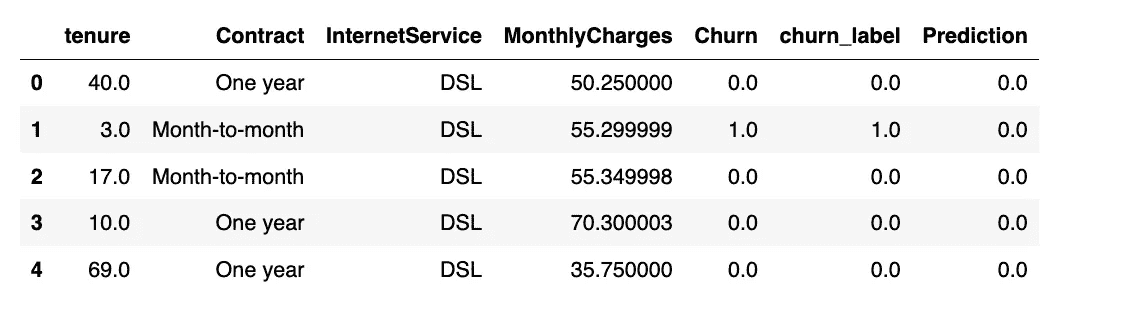 tenure Contract InternetService MonthlyCharges Churn churn_label Prediction
0 40.0 One year DSL 50.250000 0.0 0.0 0.0
1 3.0 Month-to-month DSL 55.299999 1.0 1.0 0.0
2 17.0 Month-to-month DSL 55.349998 0.0 0.0 0.0
3 10.0 One year DSL 70.300003 0.0 0.0 0.0
4 69.0 One year DSL 35.750000 0.0 0.0 0.0